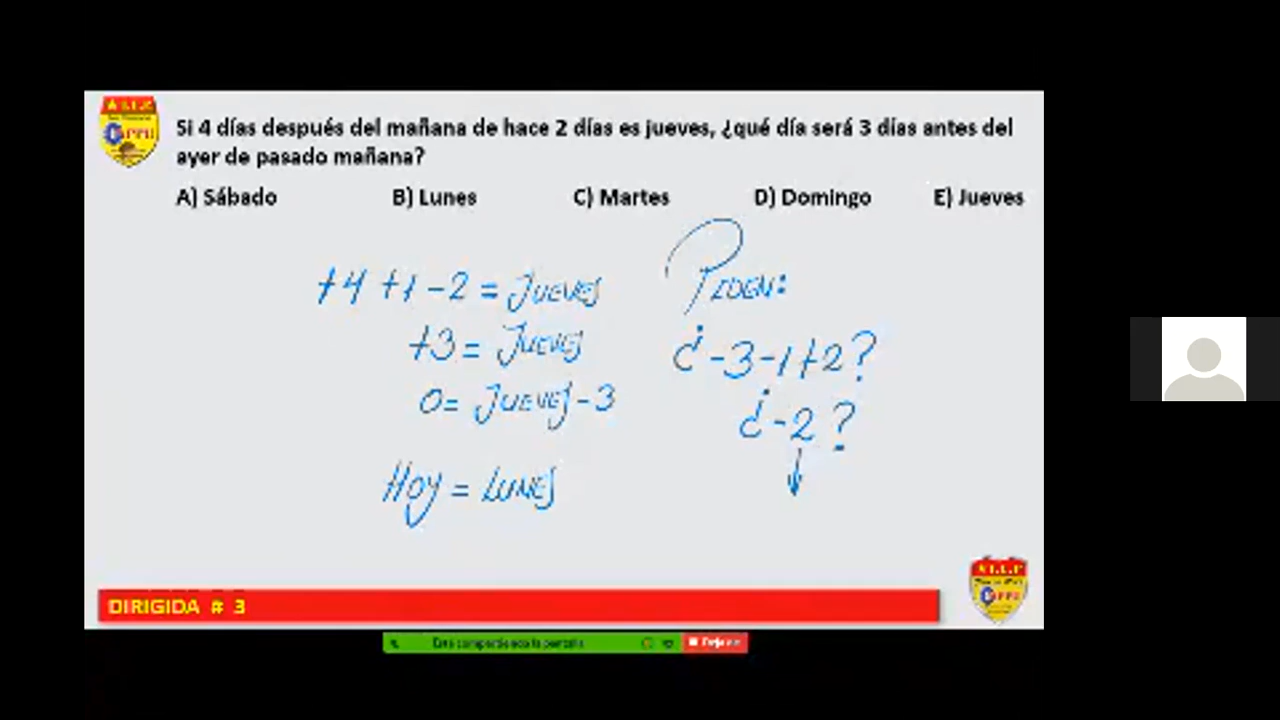 Si 4 días después del mañana de hace 2 días es jueves, ¿qué día será 3 días antes del
ayer de pasado mañana?
A) Sábado B) Lunes C) Martes D) Domingo E) Jueves
+4 +1 -2 = JUEVES
+3 = JUEVES
0 = JUEVES - 3
HOY = LUNES
PIDEN:
¿-3-1+2?
¿-2?
DIRIGIDA # 3